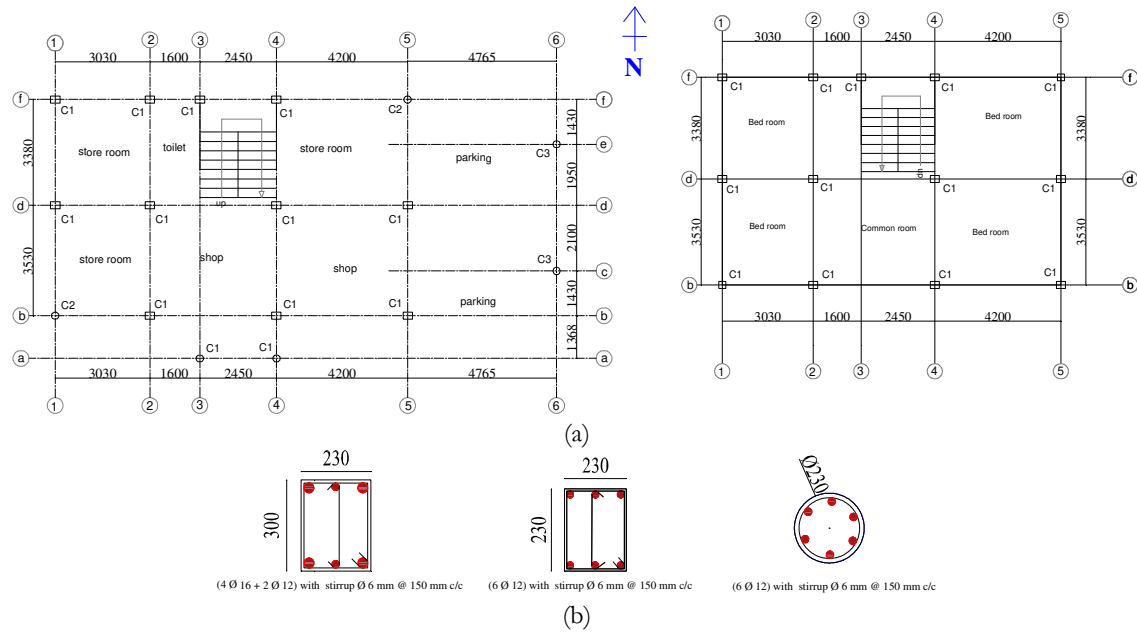 1 2 3 4 5 6
3030 1600 2450 4200 4765
f C1 C1 C1 C1 C2 f
3380 store room toilet store room parking 1430
e
C3
1950
up
d C1 C1 C1 C1 d
3530 store room shop shop 2100
C3 c
parking 1430
C2 C1 C1 C1
b b
1368
C1 C1
a a
3030 1600 2450 4200 4765
1 2 3 4 5 6
N
1 2 3 4 5
3030 1600 2450 4200
f f
C1 C1 C1 C1 C1
3380 Bed room Bed room 3380
dn
d d
C1 C1 C1 C1
3530 Bed room Common room Bed room 3530
C1 C1 C1 C1
b b
3030 1600 2450 4200
1 2 3 4 5
(a)
230
300
(4 Ø 16 + 2 Ø 12) with stirrup Ø 6 mm @ 150 mm c/c
230
230
(6 Ø 12) with stirrup Ø 6 mm @ 150 mm c/c
Ø230
(6 Ø 12) with stirrup Ø 6 mm @ 150 mm c/c
(b)